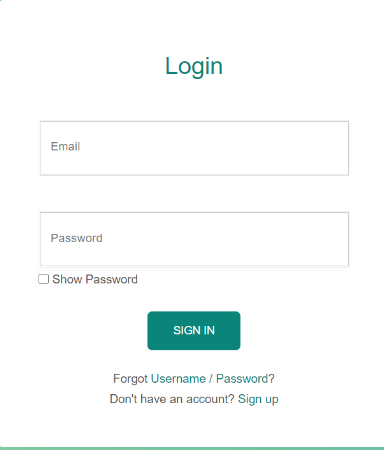 Login
Email
Password
Show Password
SIGN IN
Forgot Username / Password?
Don't have an account? Sign up